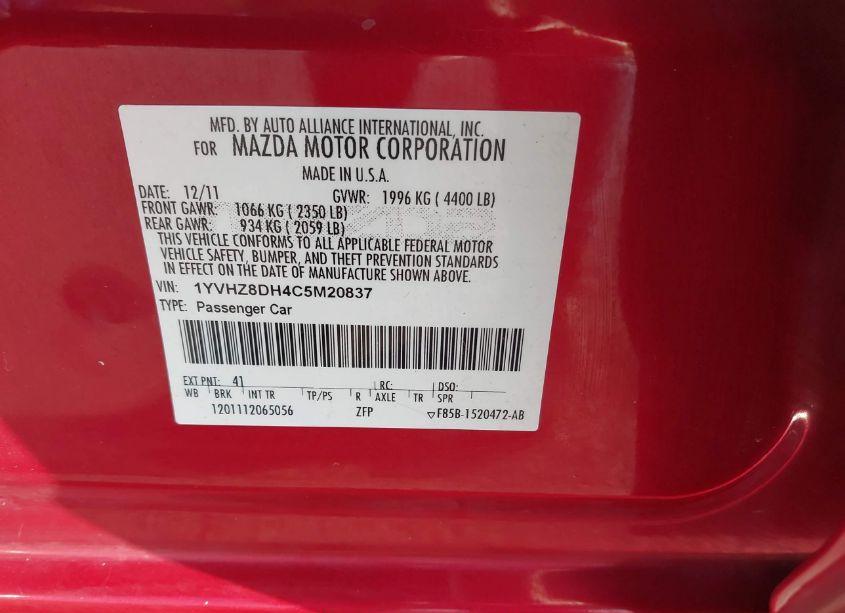 MFD. BY AUTO ALLIANCE INTERNATIONAL, INC.
FOR MAZDA MOTOR CORPORATION
MADE IN U.S.A.
DATE: 12/11 GVWR: 1996 KG ( 4400 LB)
FRONT GAWR: 1066 KG ( 2350 LB)
REAR GAWR: 934 KG ( 2059 LB)
THIS VEHICLE CONFORMS TO ALL APPLICABLE FEDERAL MOTOR
VEHICLE SAFETY, BUMPER, AND THEFT PREVENTION STANDARDS
IN EFFECT ON THE DATE OF MANUFACTURE SHOWN ABOVE.
VIN: 1YVHZ8DH4C5M20837
TYPE: Passenger Car
EXT PNT: 41 RC: DSO:
WB BRK INT TR TP/PS R AXLE TR SPR
1201112065056 ZFP F85B-1520472-AB